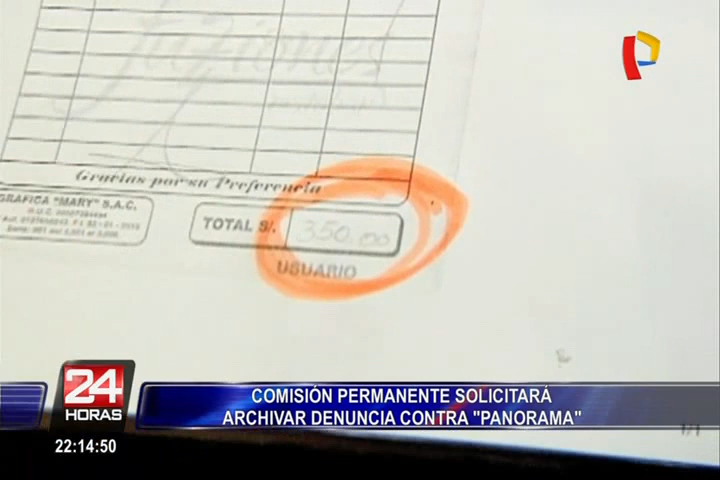 Gracias por su Preferencia
GRAFICA "MARY" S.A.C.
TOTAL S/. 350.00
USUARIO
24
HORAS
COMISIÓN PERMANENTE SOLICITARÁ
ARCHIVAR DENUNCIA CONTRA "PANORAMA"
22:14:50